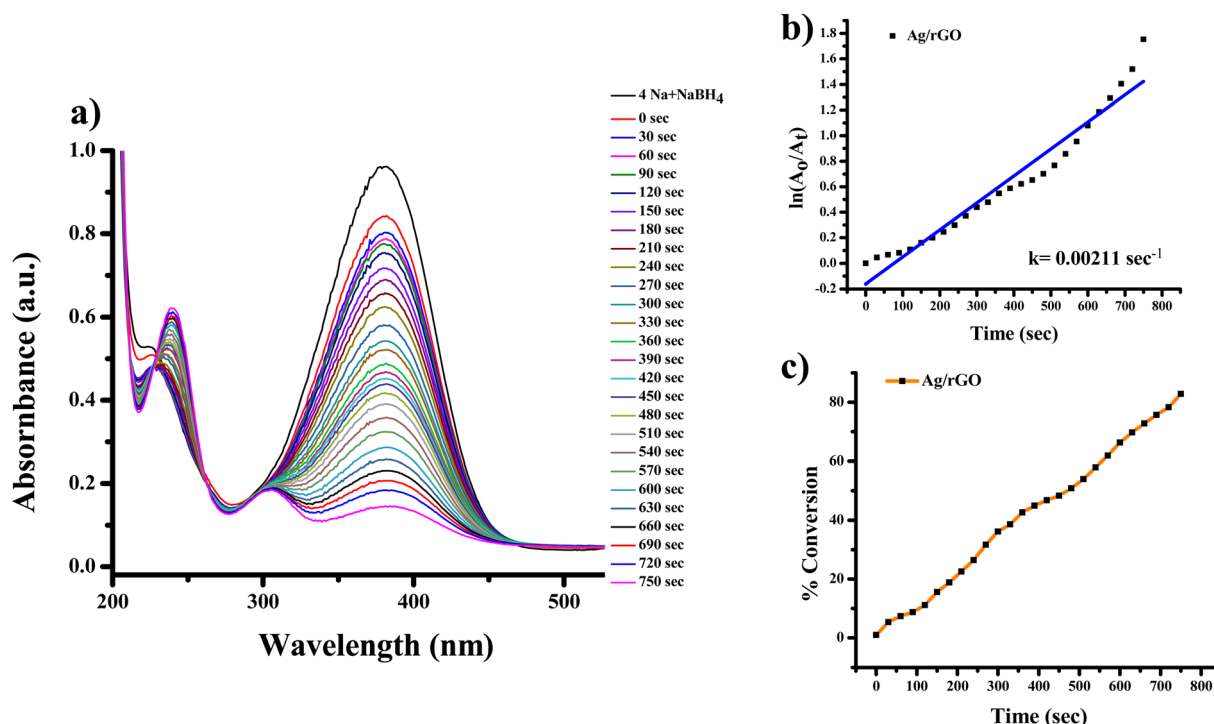 a)
Absornbance (a.u.)
1.0
0.8
0.6
0.4
0.2
0.0
200
300
400
500
Wavelength (nm)
4 Na+NaBH4
0 sec
30 sec
60 sec
90 sec
120 sec
150 sec
180 sec
210 sec
240 sec
270 sec
300 sec
330 sec
360 sec
390 sec
420 sec
450 sec
480 sec
510 sec
540 sec
570 sec
600 sec
630 sec
660 sec
690 sec
720 sec
750 sec
b)
Ag/rGO
ln(Ao/At)
1.8
1.6
1.4
1.2
1.0
0.8
0.6
0.4
0.2
0.0
-0.2
k= 0.00211 sec-1
0 100 200 300 400 500 600 700 800
Time (sec)
c)
Ag/rGO
% Conversion
80
60
40
20
0
0 100 200 300 400 500 600 700 800
Time (sec)